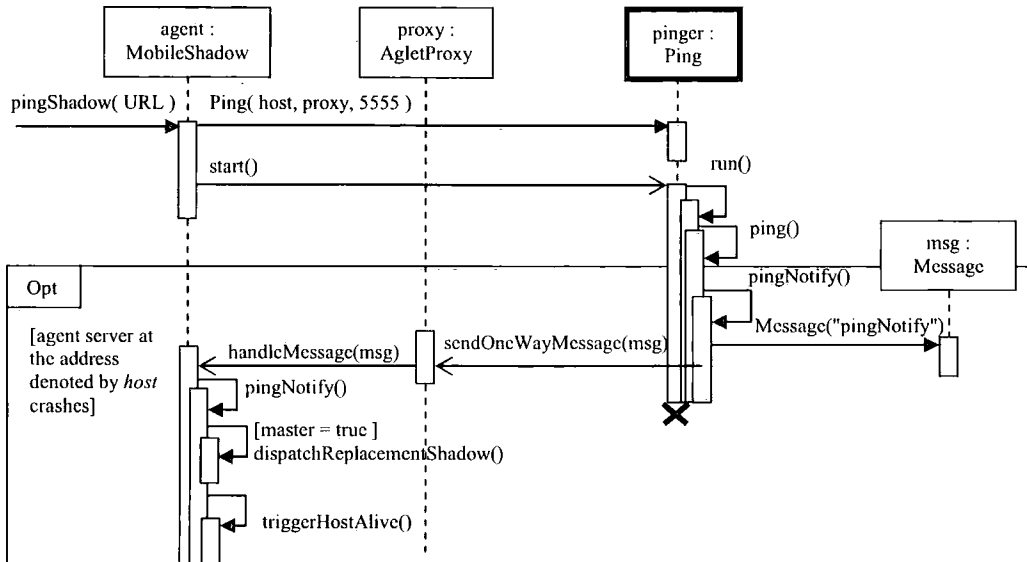 agent :
MobileShadow
proxy :
AgletProxy
pinger :
Ping
pingShadow( URL )
Ping( host, proxy, 5555 )
start()
run()
ping()
msg :
Message
Opt
pingNotify()
Message("pingNotify")
[agent server at
the address
denoted by host
crashes]
handleMessage(msg)
sendOneWayMessage(msg)
pingNotify()
[master = true ]
dispatchReplacementShadow()
triggerHostAlive()